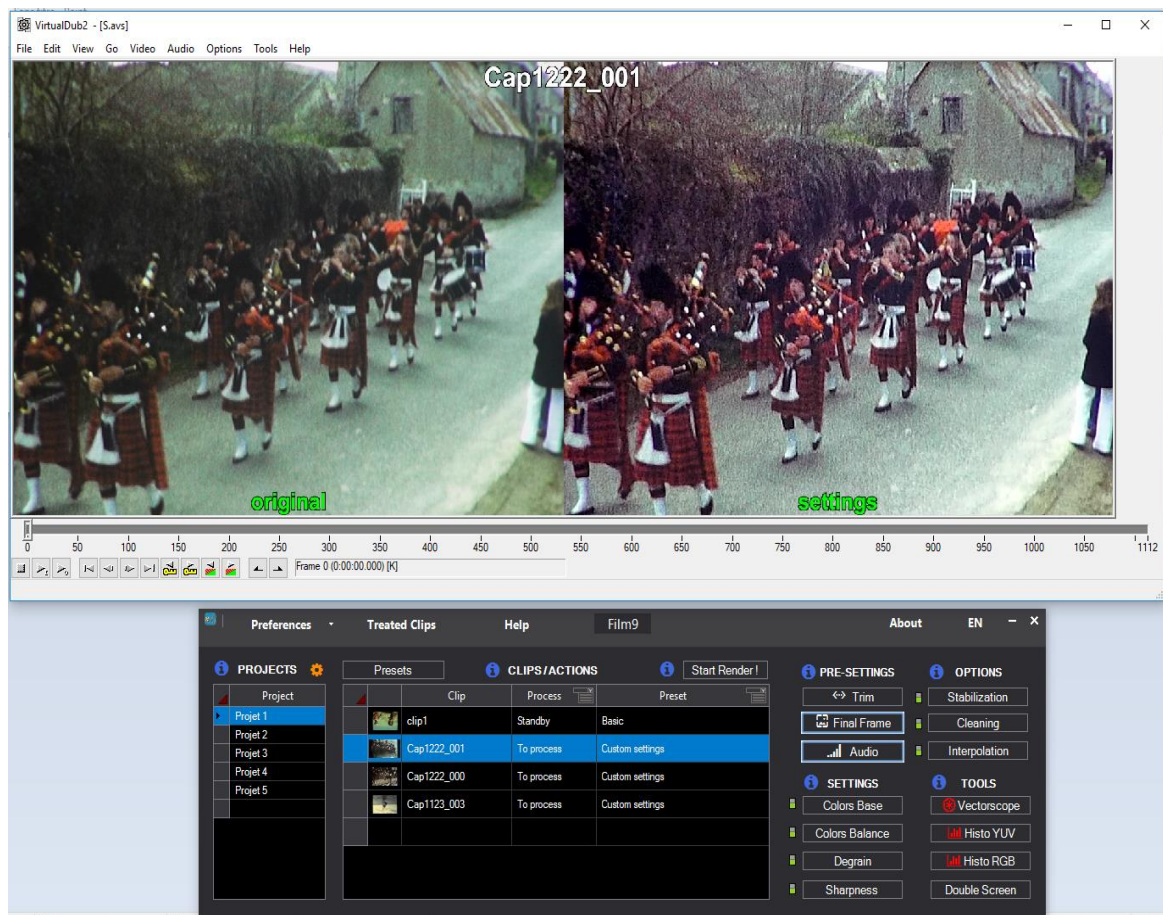 VirtualDub2 - [S.avs]
File Edit View Go Video Audio Options Tools Help
Cap1222_001
original settings
0 50 100 150 200 250 300 350 400 450 500 550 600 650 700 750 800 850 900 950 1000 1050 1112
Frame 0 (0:00:00.000) [K]
Preferences Treated Clips Help Film9 About EN
PROJECTS Presets CLIPS/ACTIONS Start Render !
Project Clip Process Preset
Projet 1
Projet 2
Projet 3
Projet 4
Projet 5
clip1 Standby Basic
Cap1222_001 To process Custom settings
Cap1222_000 To process Custom settings
Cap1123_003 To process Custom settings
PRE-SETTINGS
Trim
Final Frame
Audio
OPTIONS
Stabilization
Cleaning
Interpolation
SETTINGS
Colors Base
Colors Balance
Degrain
Sharpness
TOOLS
Vectorscope
Histo YUV
Histo RGB
Double Screen